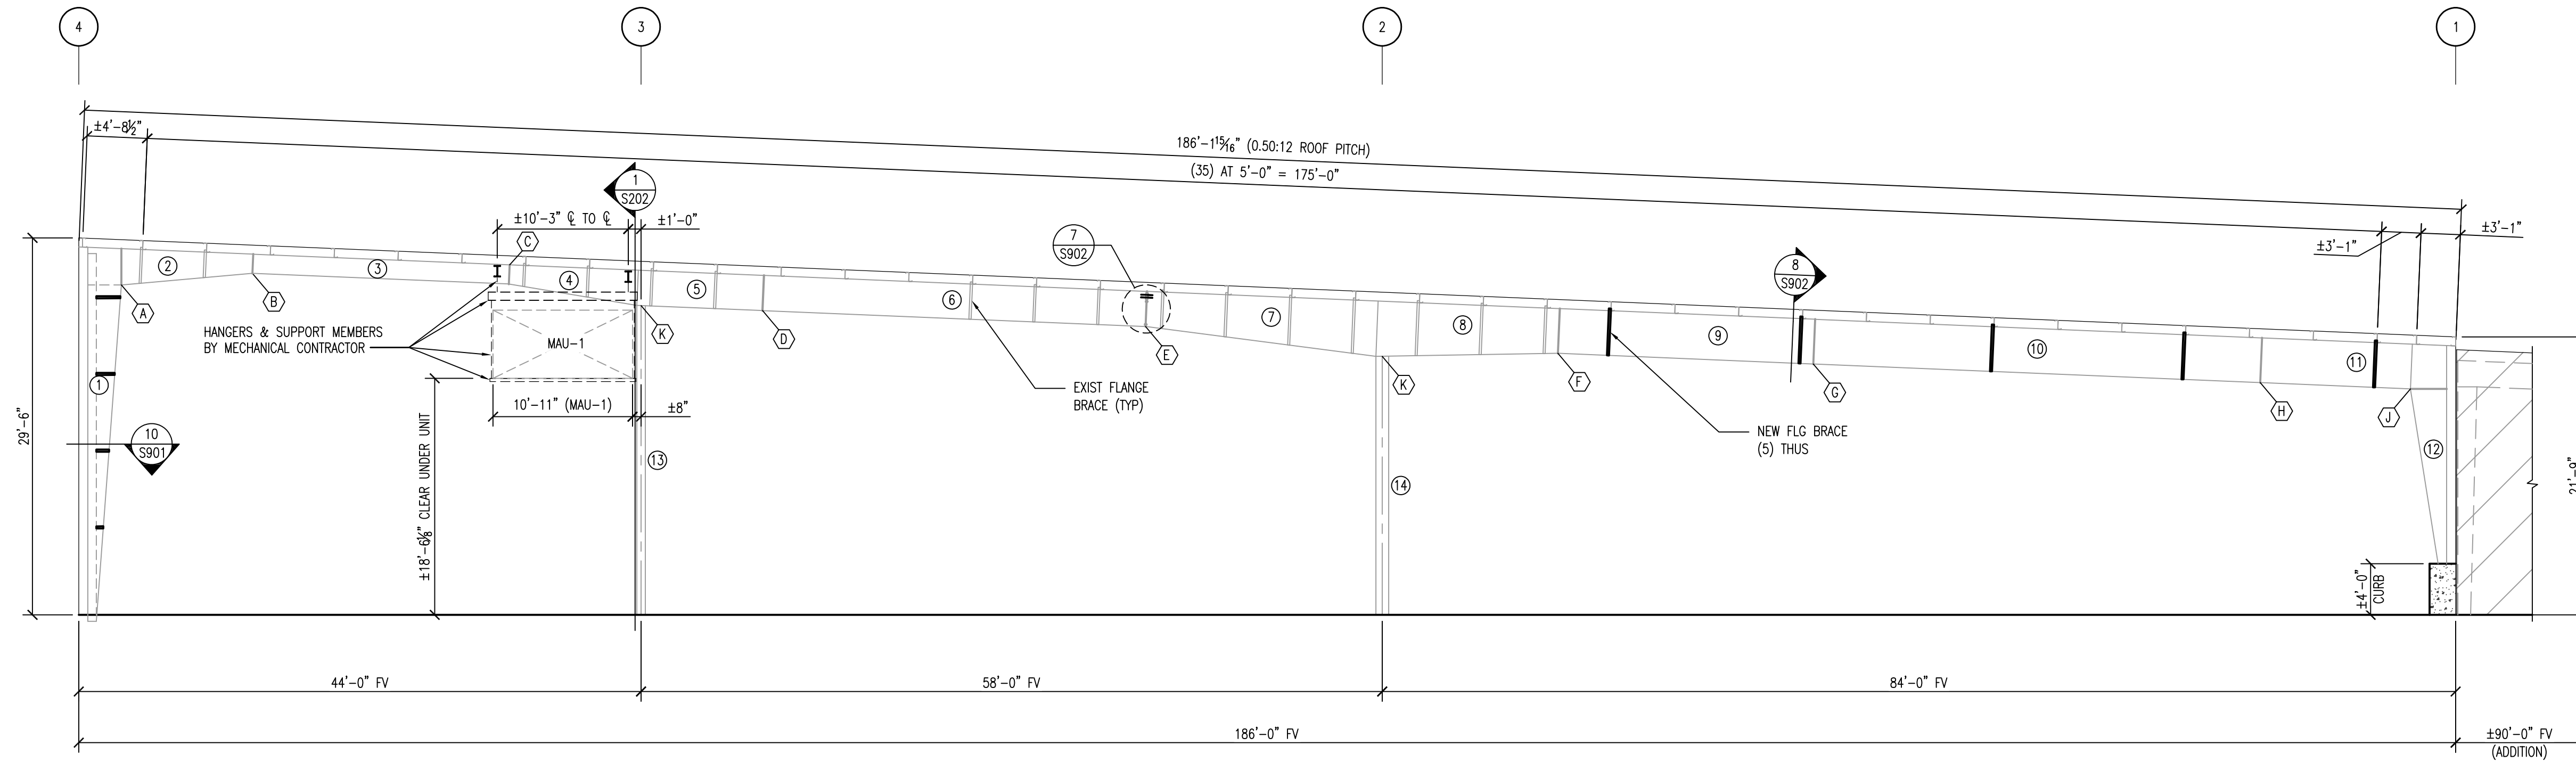 4
3
2
1
±4'-8½"
186'-1 15/16" (0.50:12 ROOF PITCH)
(35) AT 5'-0" = 175'-0"
1
S202
±10'-3" ℄ TO ℄
±1'-0"
7
S902
8
S902
±3'-1"
±3'-1"
C
2
3
4
5
6
7
8
9
10
11
A
B
K
D
E
K
F
G
H
J
HANGERS & SUPPORT MEMBERS
BY MECHANICAL CONTRACTOR
MAU-1
EXIST FLANGE
BRACE (TYP)
NEW FLG BRACE
(5) THUS
1
12
29'-6"
10
S901
±18'-6⅛" CLEAR UNDER UNIT
10'-11" (MAU-1)
±8"
13
14
21'-9"
±4'-0"
CURB
44'-0" FV
58'-0" FV
84'-0" FV
186'-0" FV
±90'-0" FV
(ADDITION)